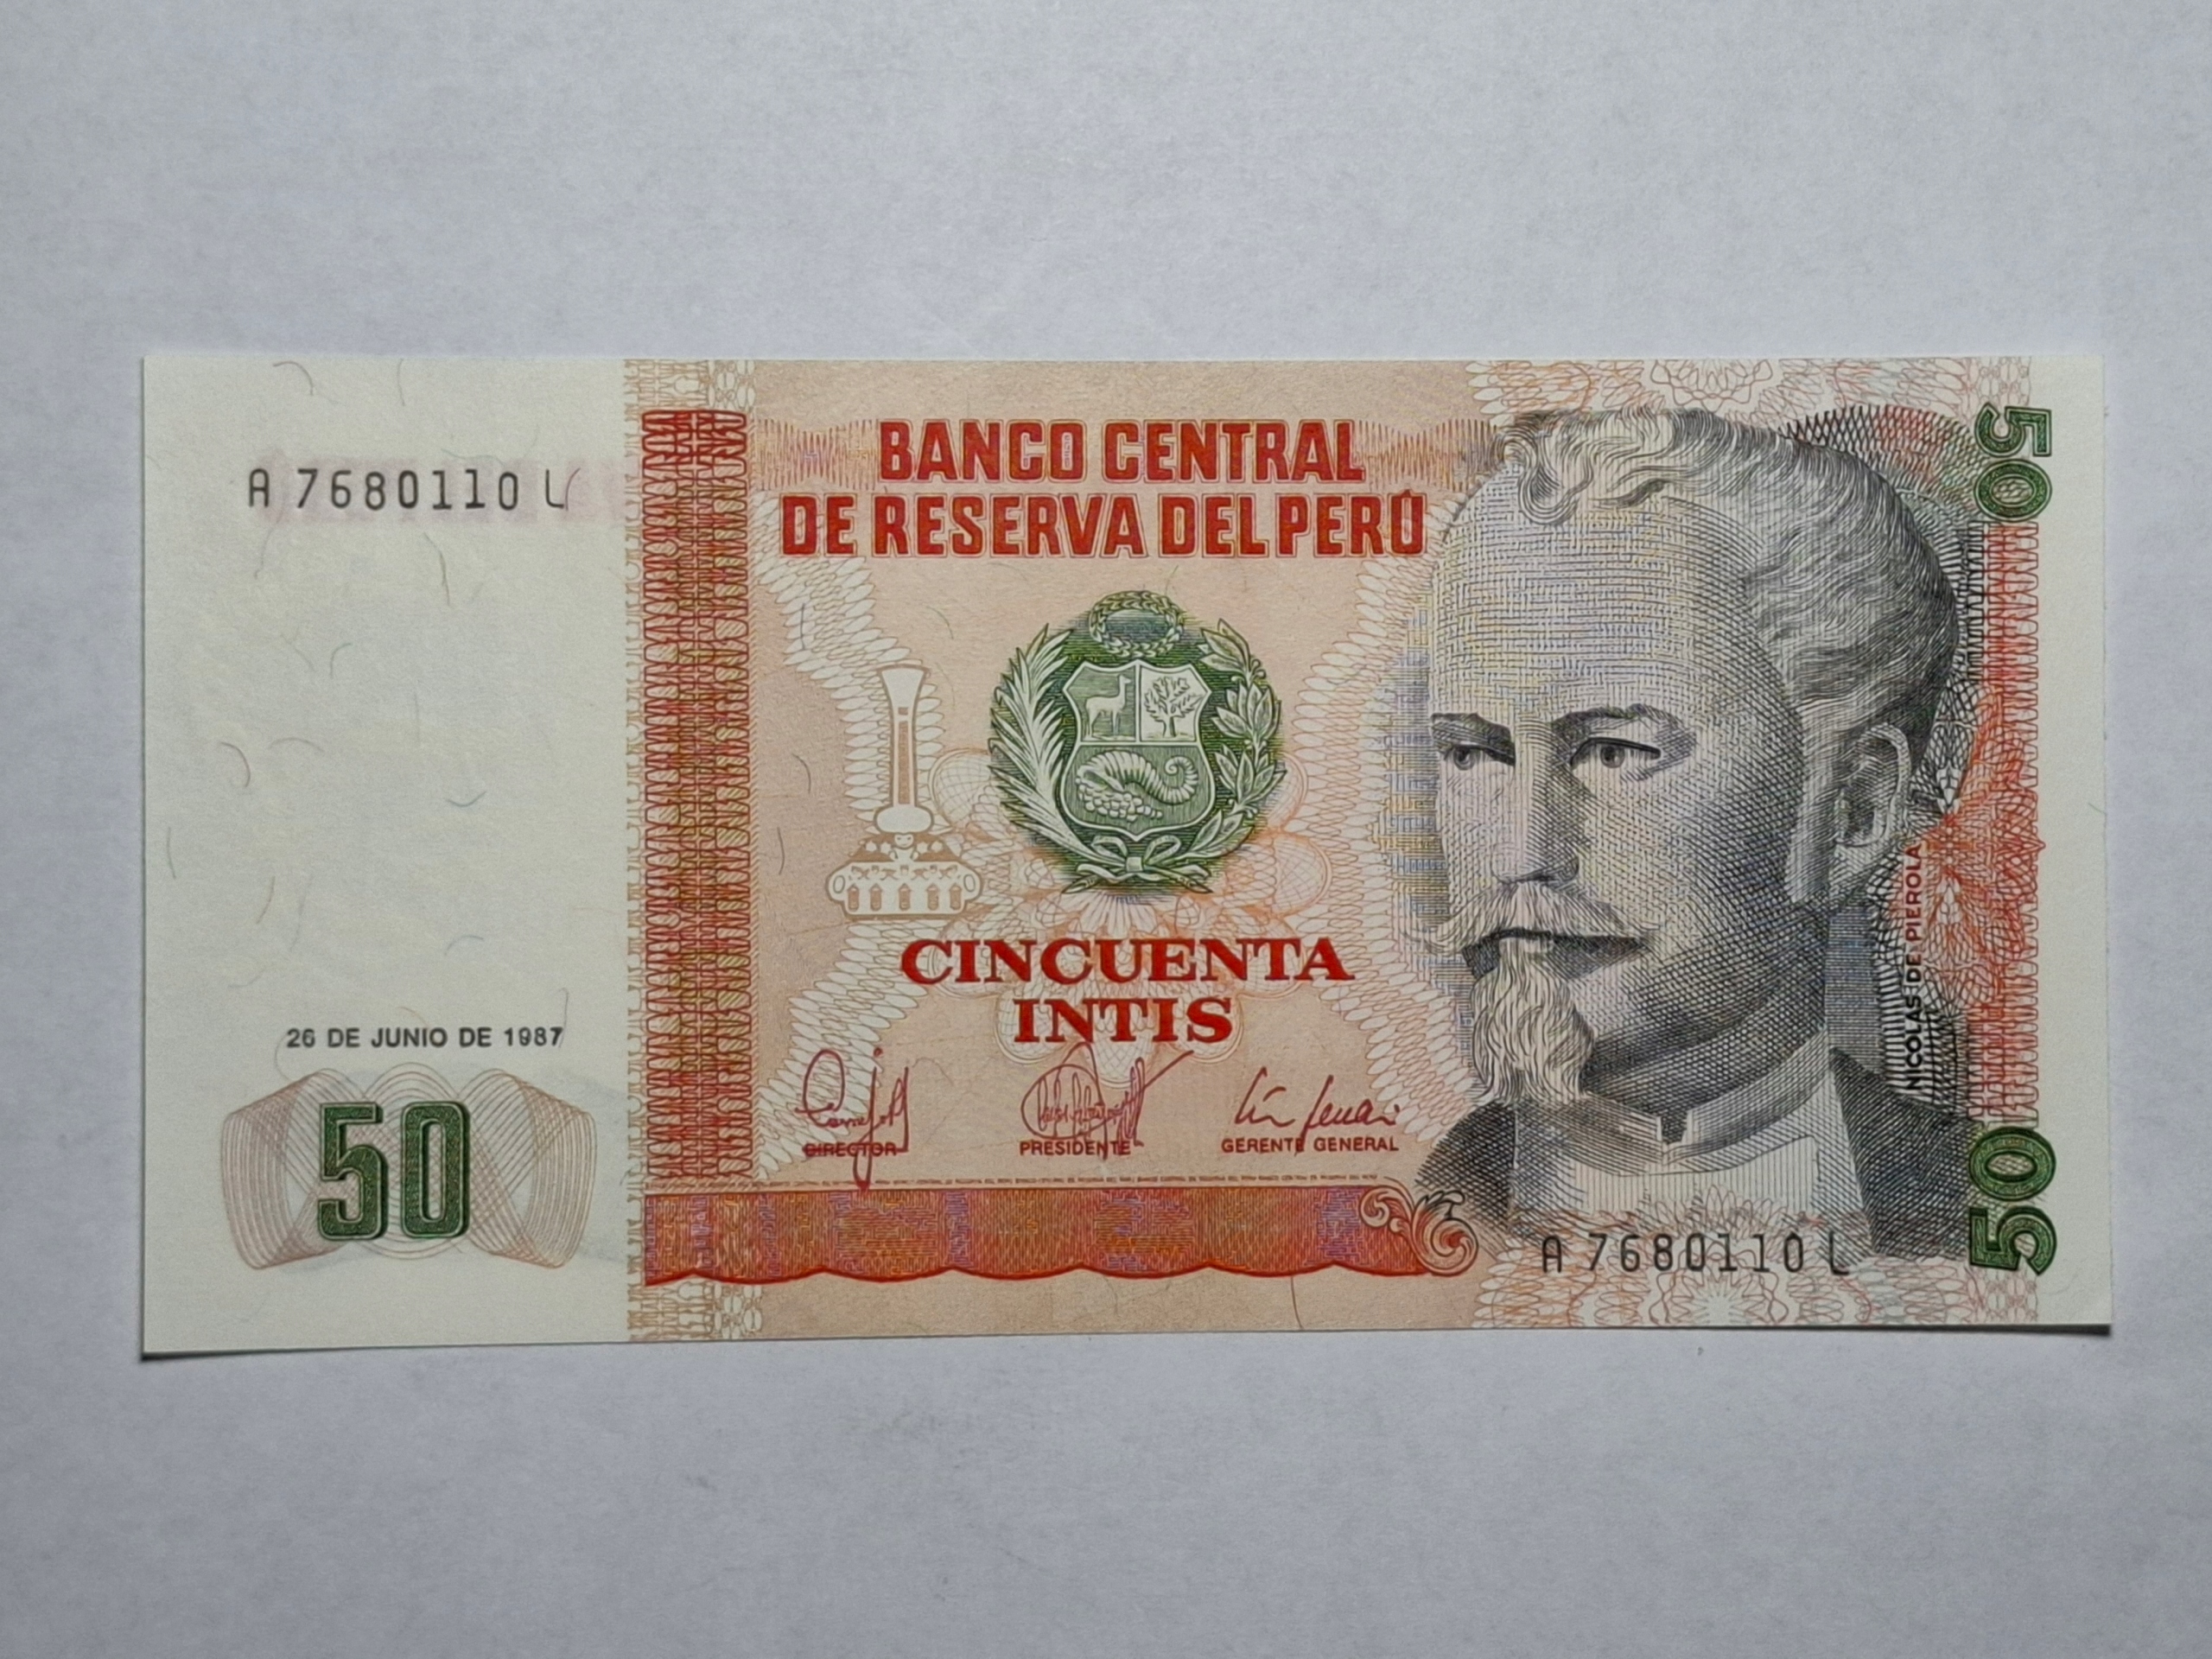 A 7680110 L
BANCO CENTRAL
DE RESERVA DEL PERÚ
50
CINCUENTA
INTIS
NICOLAS DE PIEROLA
26 DE JUNIO DE 1987
50
DIRECTOR
PRESIDENTE
GERENTE GENERAL
A 7680110 L
50